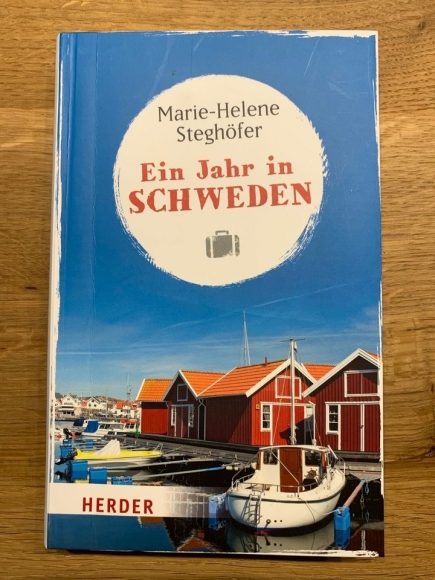 Marie-Helene
Steghöfer
Ein Jahr in
SCHWEDEN
HERDER